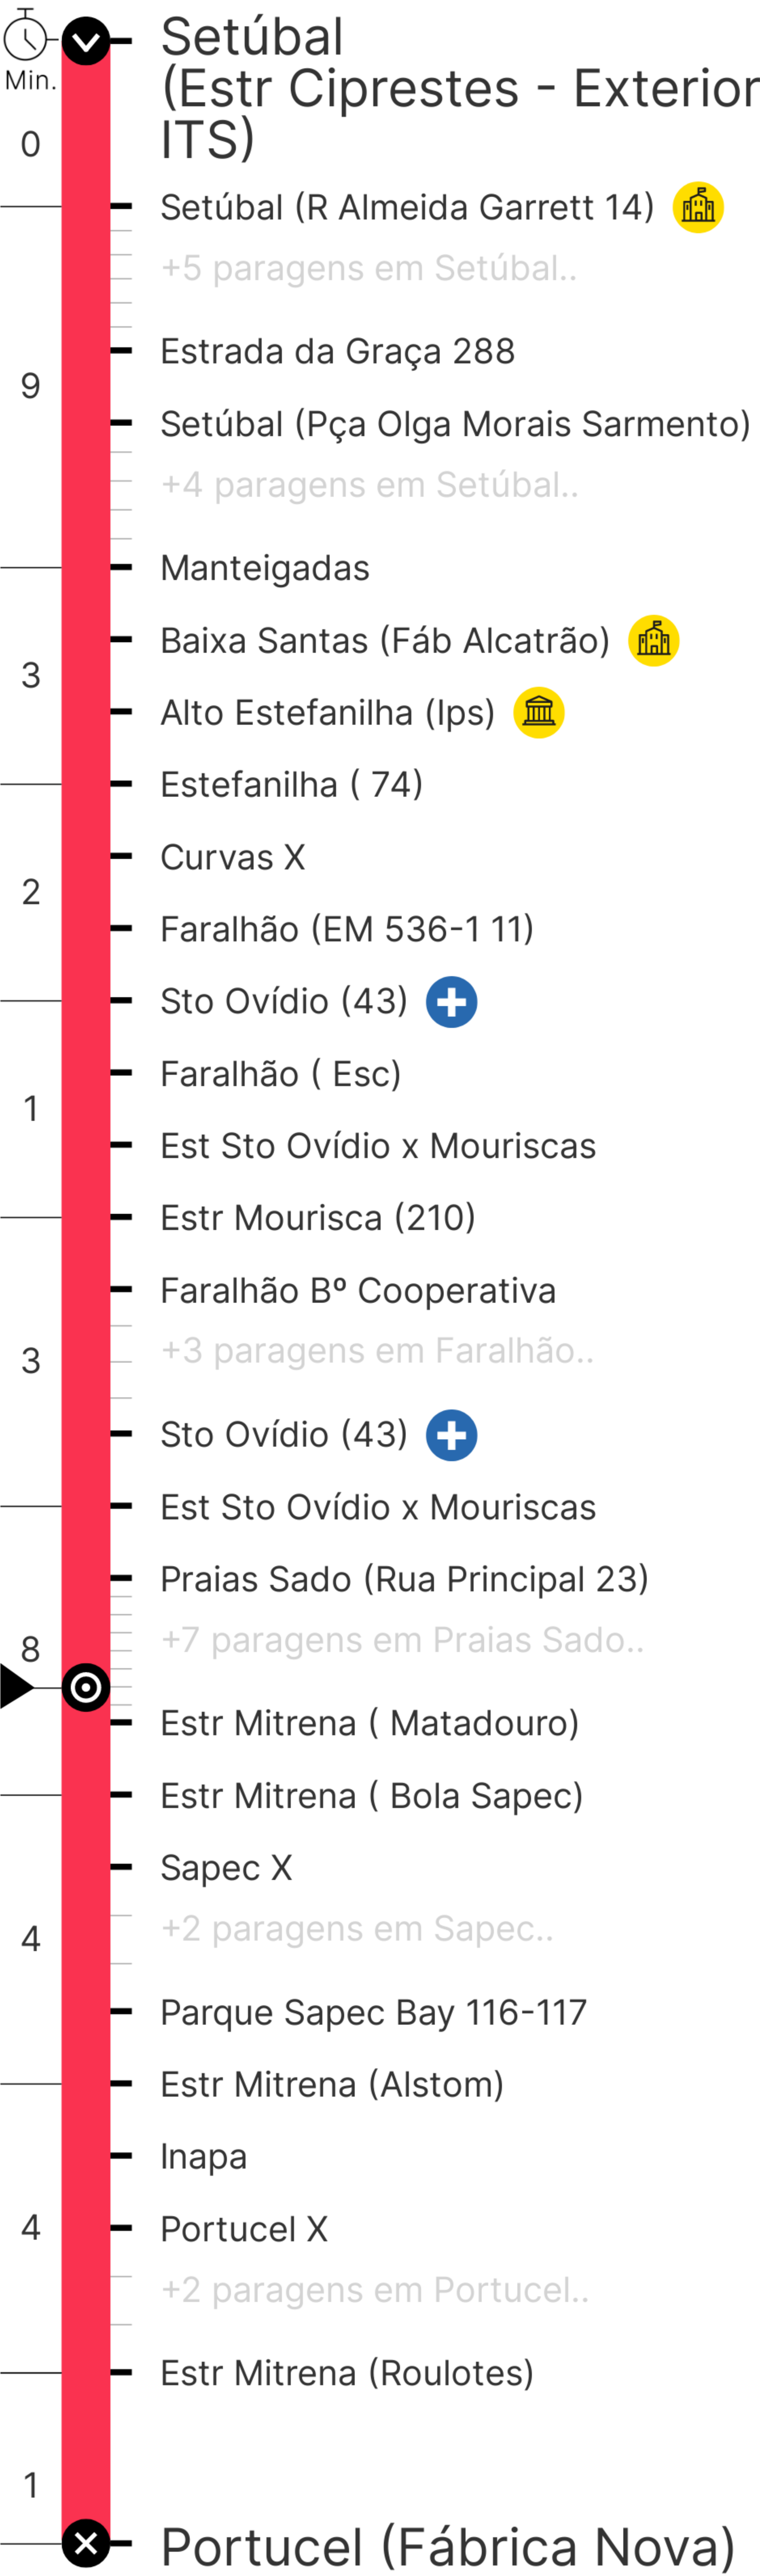 Min.
Setúbal
(Estr Ciprestes - Exterior
ITS)
0
Setúbal (R Almeida Garrett 14)
+5 paragens em Setúbal..
Estrada da Graça 288
9
Setúbal (Pça Olga Morais Sarmento)
+4 paragens em Setúbal..
Manteigadas
Baixa Santas (Fáb Alcatrão)
3
Alto Estefanilha (Ips)
Estefanilha ( 74)
Curvas X
2
Faralhão (EM 536-1 11)
Sto Ovídio (43)
Faralhão ( Esc)
1
Est Sto Ovídio x Mouriscas
Estr Mourisca (210)
Faralhão Bº Cooperativa
+3 paragens em Faralhão..
3
Sto Ovídio (43)
Est Sto Ovídio x Mouriscas
Praias Sado (Rua Principal 23)
+7 paragens em Praias Sado..
8
Estr Mitrena ( Matadouro)
Estr Mitrena ( Bola Sapec)
Sapec X
+2 paragens em Sapec..
4
Parque Sapec Bay 116-117
Estr Mitrena (Alstom)
Inapa
4
Portucel X
+2 paragens em Portucel..
Estr Mitrena (Roulotes)
1
Portucel (Fábrica Nova)